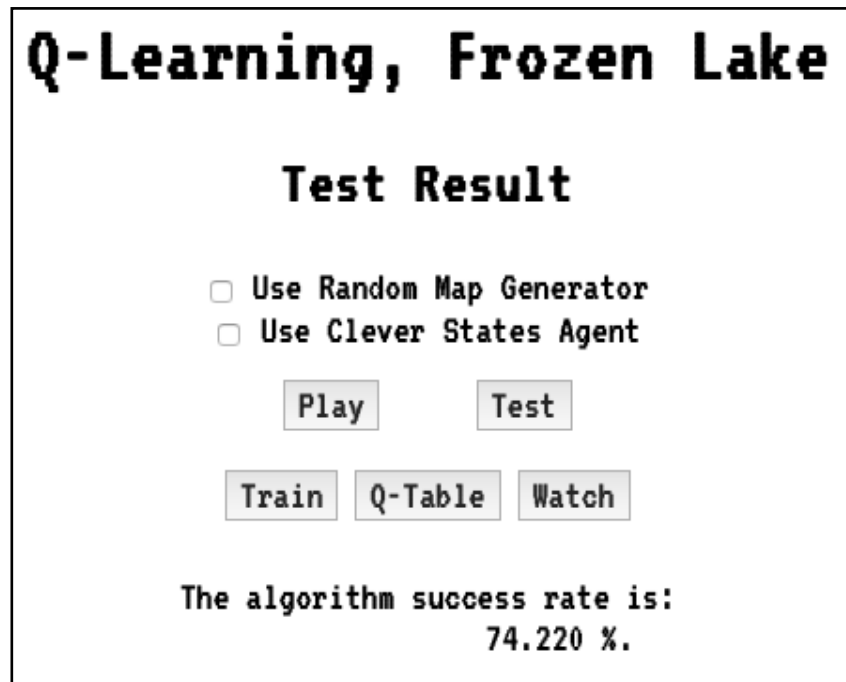 Q-Learning, Frozen Lake
Test Result
Use Random Map Generator
Use Clever States Agent
Play Test
Train Q-Table Watch
The algorithm success rate is:
74.220 %.